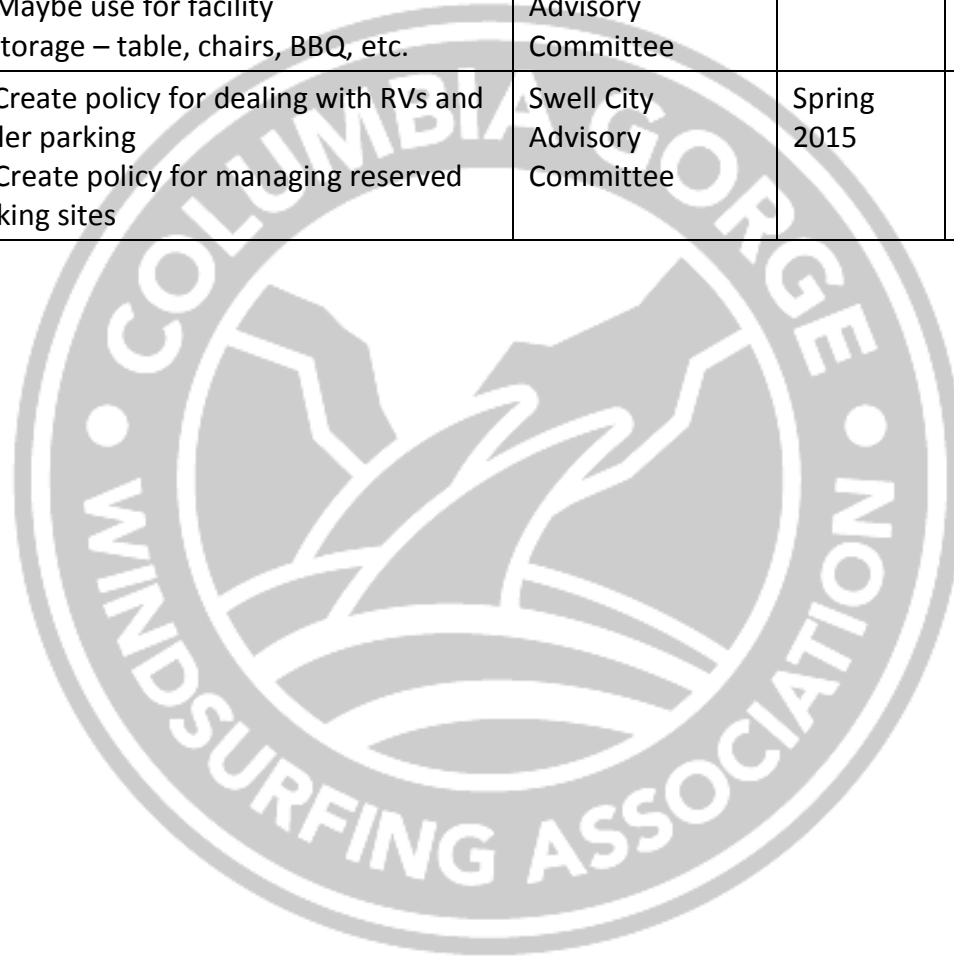 Maybe use for facility Advisory
torage – table, chairs, BBQ, etc. Committee
Create policy for dealing with RVs and Swell City Spring
ler parking Advisory 2015
Create policy for managing reserved Committee
king sites
COLUMBIA GORGE
WINDSURFING ASSOCIATION